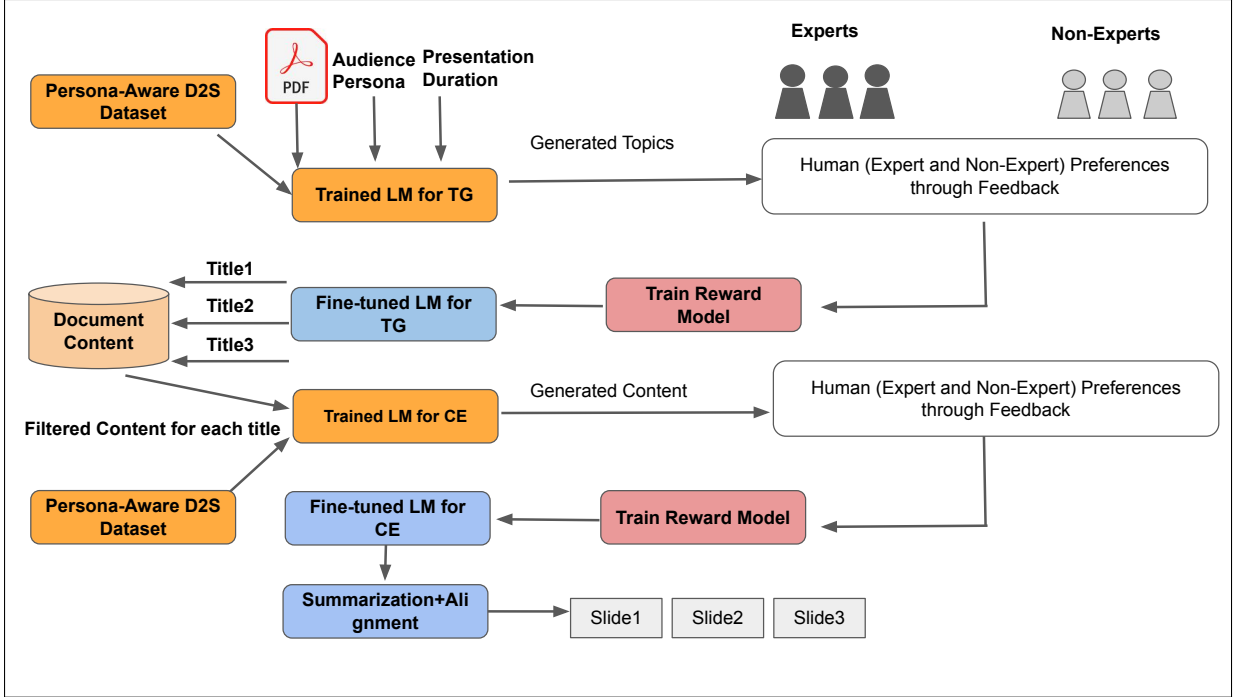 Experts
Non-Experts
Persona-Aware D2S
Dataset
PDF
Audience
Persona
Presentation
Duration
Generated Topics
Human (Expert and Non-Expert) Preferences
through Feedback
Trained LM for TG
Title1
Title2
Title3
Document
Content
Fine-tuned LM for
TG
Train Reward
Model
Filtered Content for each title
Trained LM for CE
Generated Content
Human (Expert and Non-Expert) Preferences
through Feedback
Persona-Aware D2S
Dataset
Fine-tuned LM for
CE
Train Reward Model
Summarization+Ali
gnment
Slide1
Slide2
Slide3